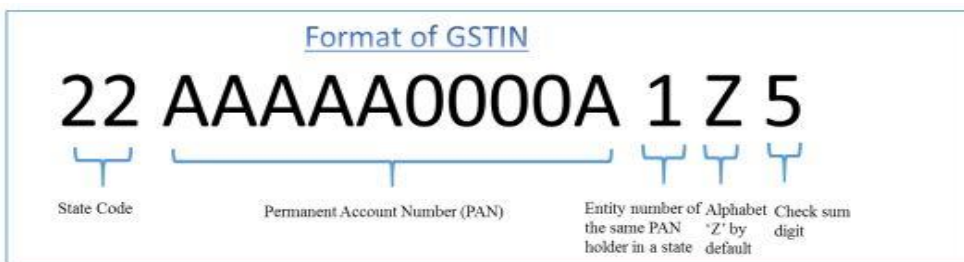 Format of GSTIN
22 AAAAA0000A 1 Z 5
State Code
Permanent Account Number (PAN)
Entity number of
the same PAN
holder in a state
Alphabet
‘Z’ by
default
Check sum
digit